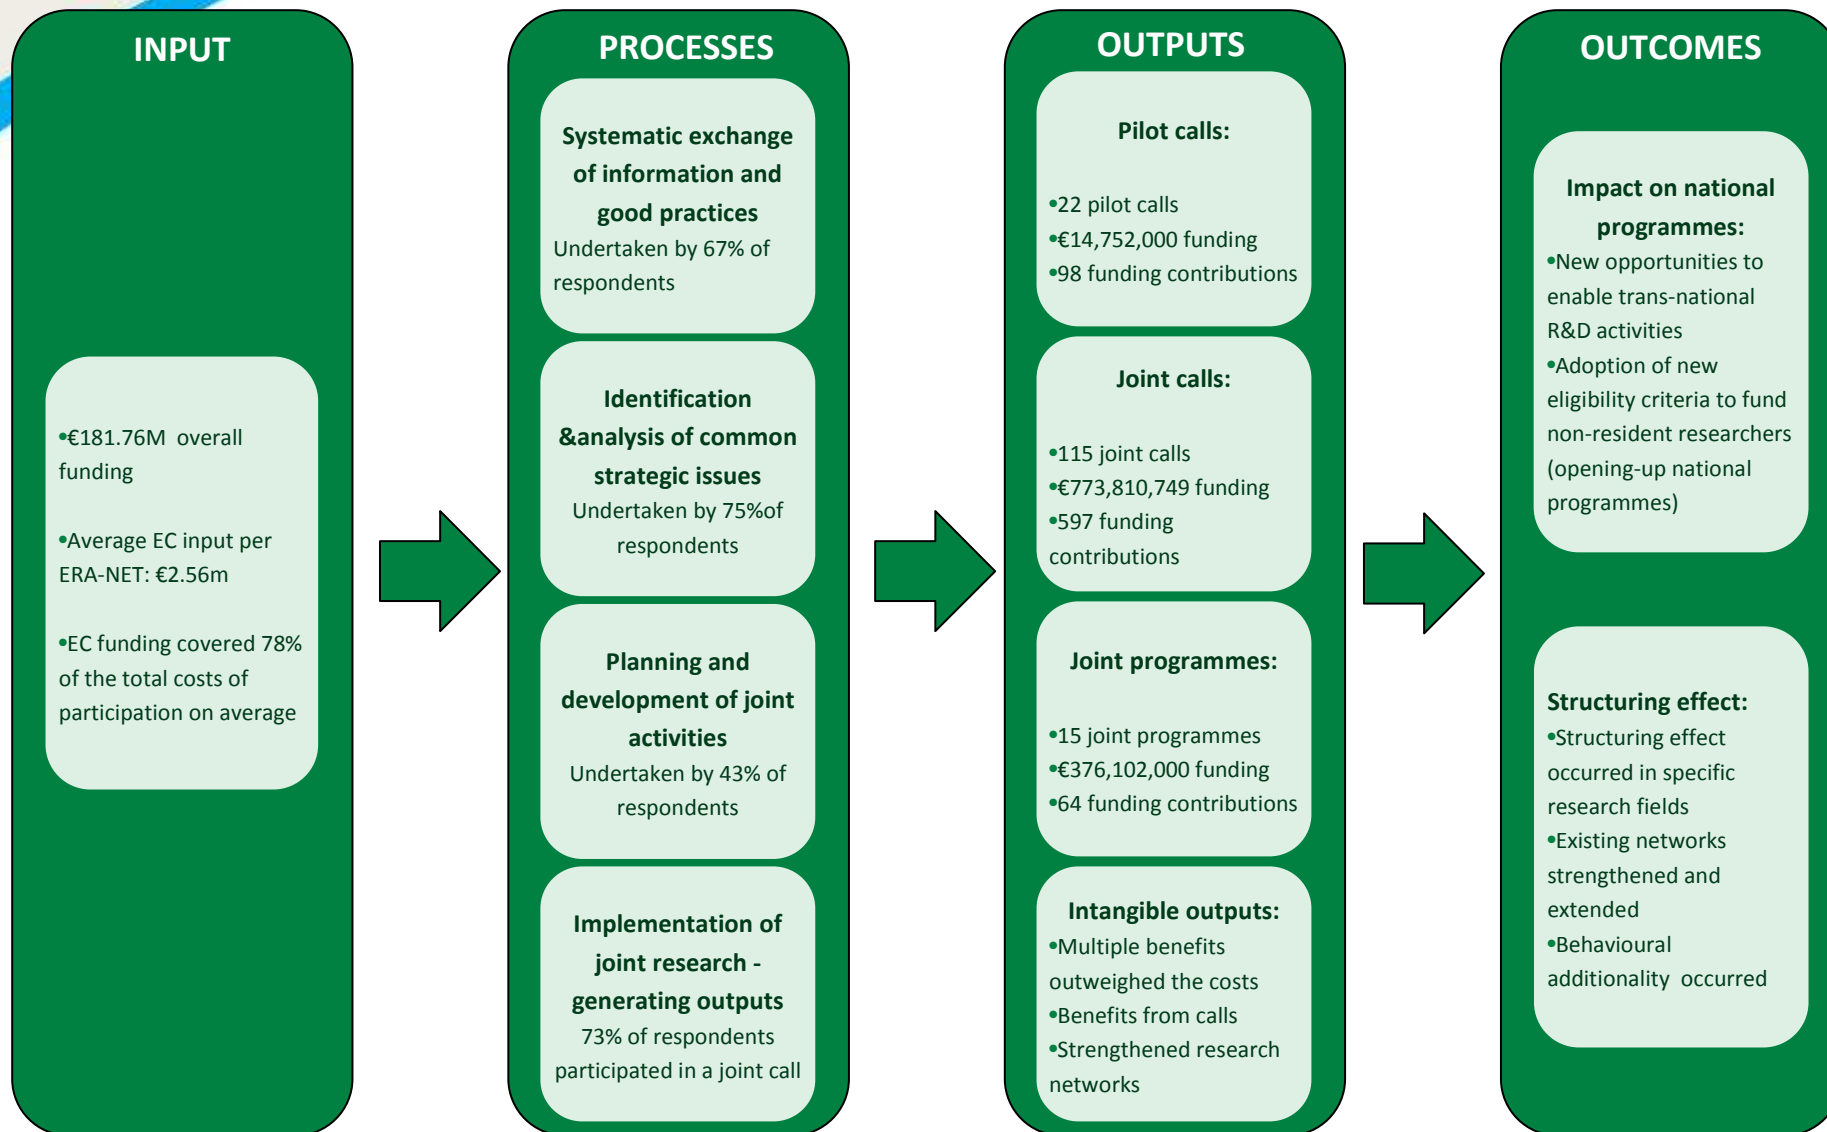 INPUT
•€181.76M overall
funding
•Average EC input per
ERA-NET: €2.56m
•EC funding covered 78%
of the total costs of
participation on average
PROCESSES
Systematic exchange
of information and
good practices
Undertaken by 67% of
respondents
Identification
&analysis of common
strategic issues
Undertaken by 75%of
respondents
Planning and
development of joint
activities
Undertaken by 43% of
respondents
Implementation of
joint research -
generating outputs
73% of respondents
participated in a joint call
OUTPUTS
Pilot calls:
•22 pilot calls
•€14,752,000 funding
•98 funding contributions
Joint calls:
•115 joint calls
•€773,810,749 funding
•597 funding
contributions
Joint programmes:
•15 joint programmes
•€376,102,000 funding
•64 funding contributions
Intangible outputs:
•Multiple benefits
outweighed the costs
•Benefits from calls
•Strengthened research
networks
OUTCOMES
Impact on national
programmes:
•New opportunities to
enable trans-national
R&D activities
•Adoption of new
eligibility criteria to fund
non-resident researchers
(opening-up national
programmes)
Structuring effect:
•Structuring effect
occurred in specific
research fields
•Existing networks
strengthened and
extended
•Behavioural
additionality occurred